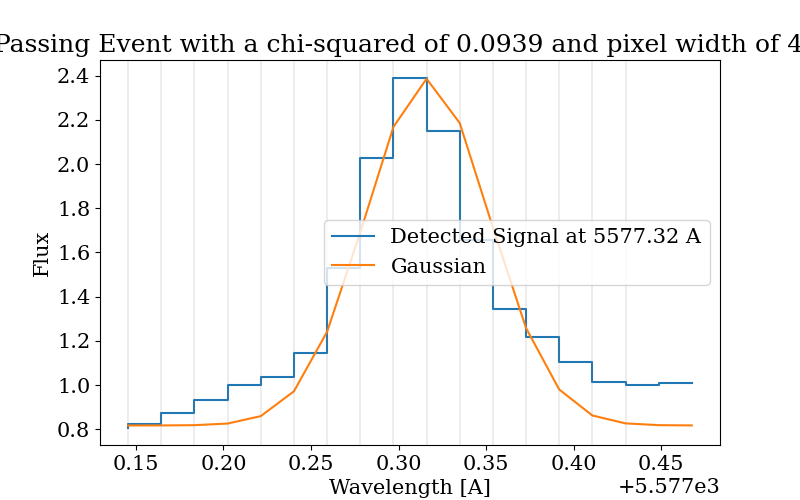 Passing Event with a chi-squared of 0.0939 and pixel width of 4
2.4
2.2
2.0
1.8
1.6
1.4
1.2
1.0
0.8
Flux
Detected Signal at 5577.32 A
Gaussian
0.15 0.20 0.25 0.30 0.35 0.40 0.45
Wavelength [A]
+5.577e3